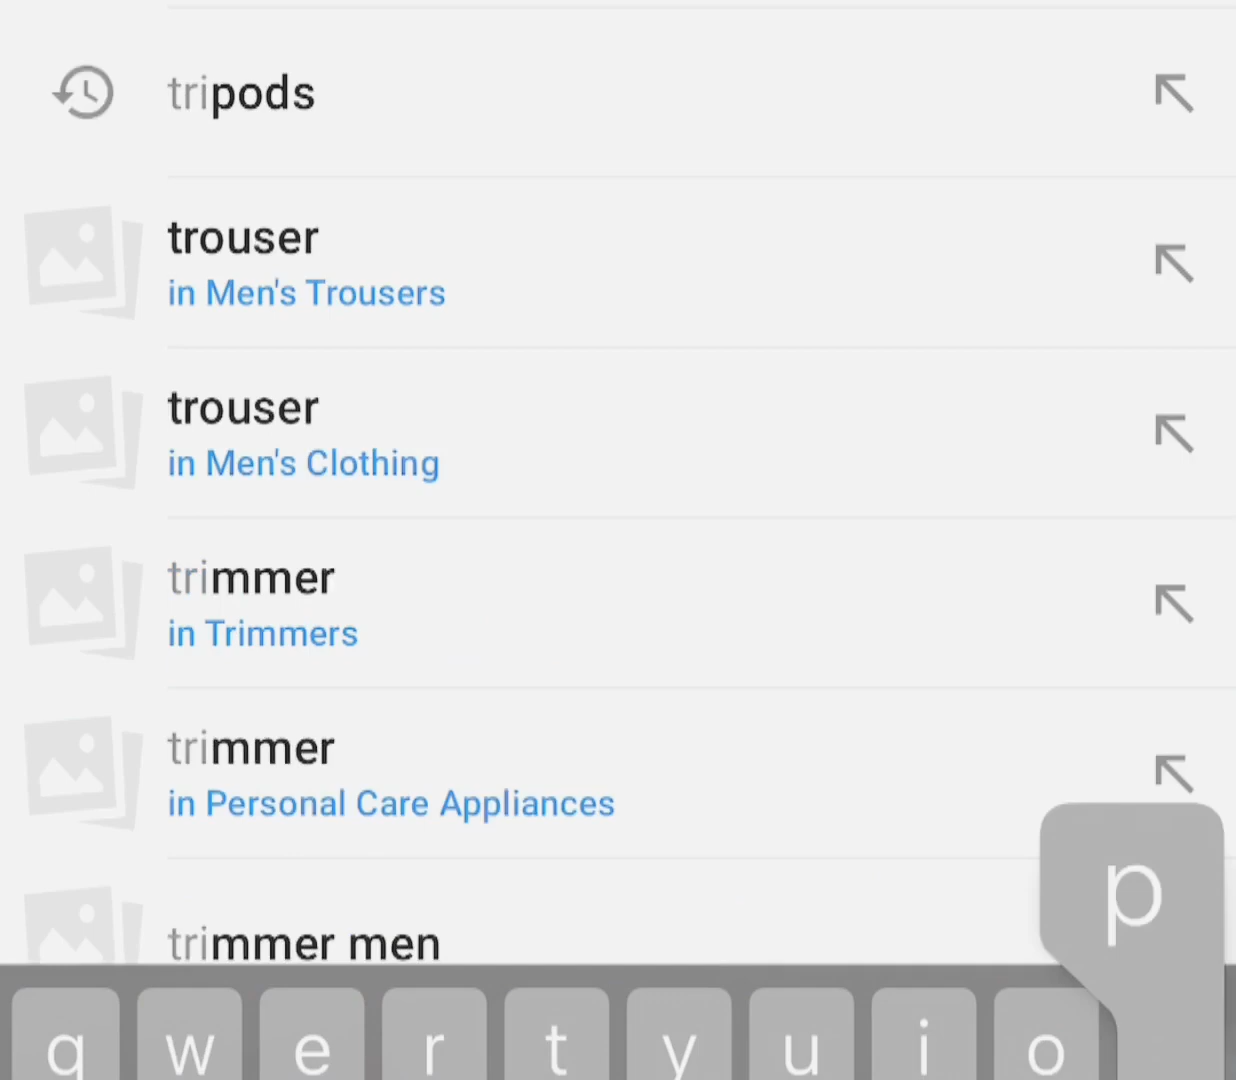 tripods
trouser
in Men's Trousers
trouser
in Men's Clothing
trimmer
in Trimmers
trimmer
in Personal Care Appliances
trimmer men
p
q w e r t y u i o